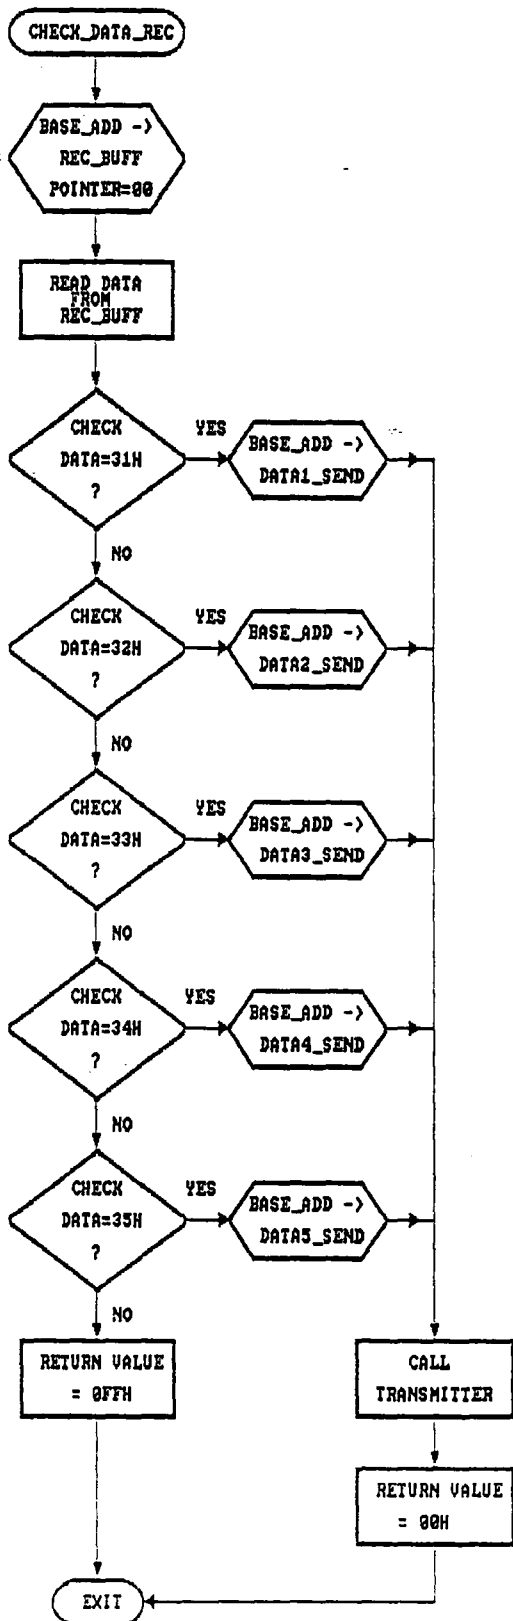 CHECK_DATA_REC
BASE_ADD ->
REC_BUFF
POINTER=00
READ DATA
FROM
REC_BUFF
CHECK
DATA=31H
?
YES
BASE_ADD ->
DATA1_SEND
NO
CHECK
DATA=32H
?
YES
BASE_ADD ->
DATA2_SEND
NO
CHECK
DATA=33H
?
YES
BASE_ADD ->
DATA3_SEND
NO
CHECK
DATA=34H
?
YES
BASE_ADD ->
DATA4_SEND
NO
CHECK
DATA=35H
?
YES
BASE_ADD ->
DATA5_SEND
NO
RETURN VALUE
= 0FFH
CALL
TRANSMITTER
RETURN VALUE
= 00H
EXIT